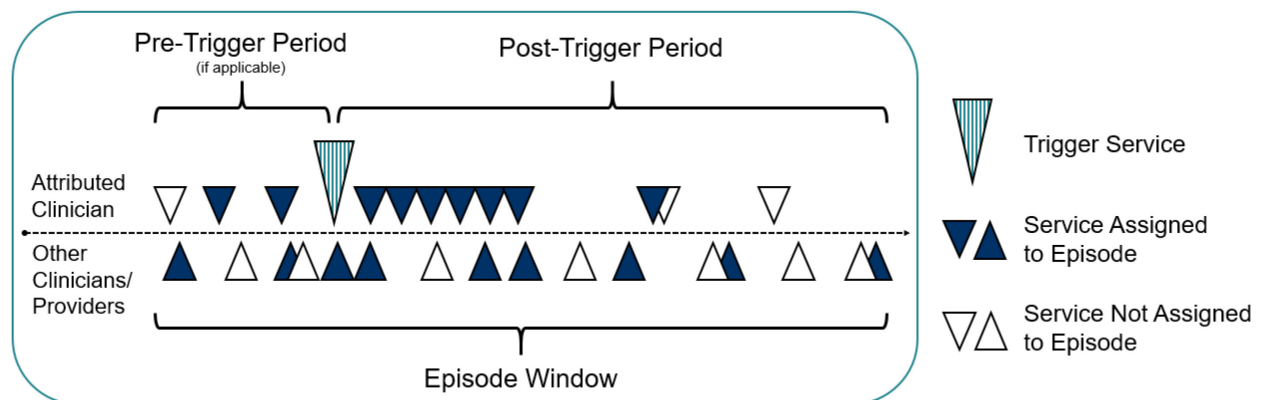 Pre-Trigger Period
(if applicable)
Post-Trigger Period
Attributed
Clinician
Other
Clinicians/
Providers
Episode Window
Trigger Service
Service Assigned
to Episode
Service Not Assigned
to Episode